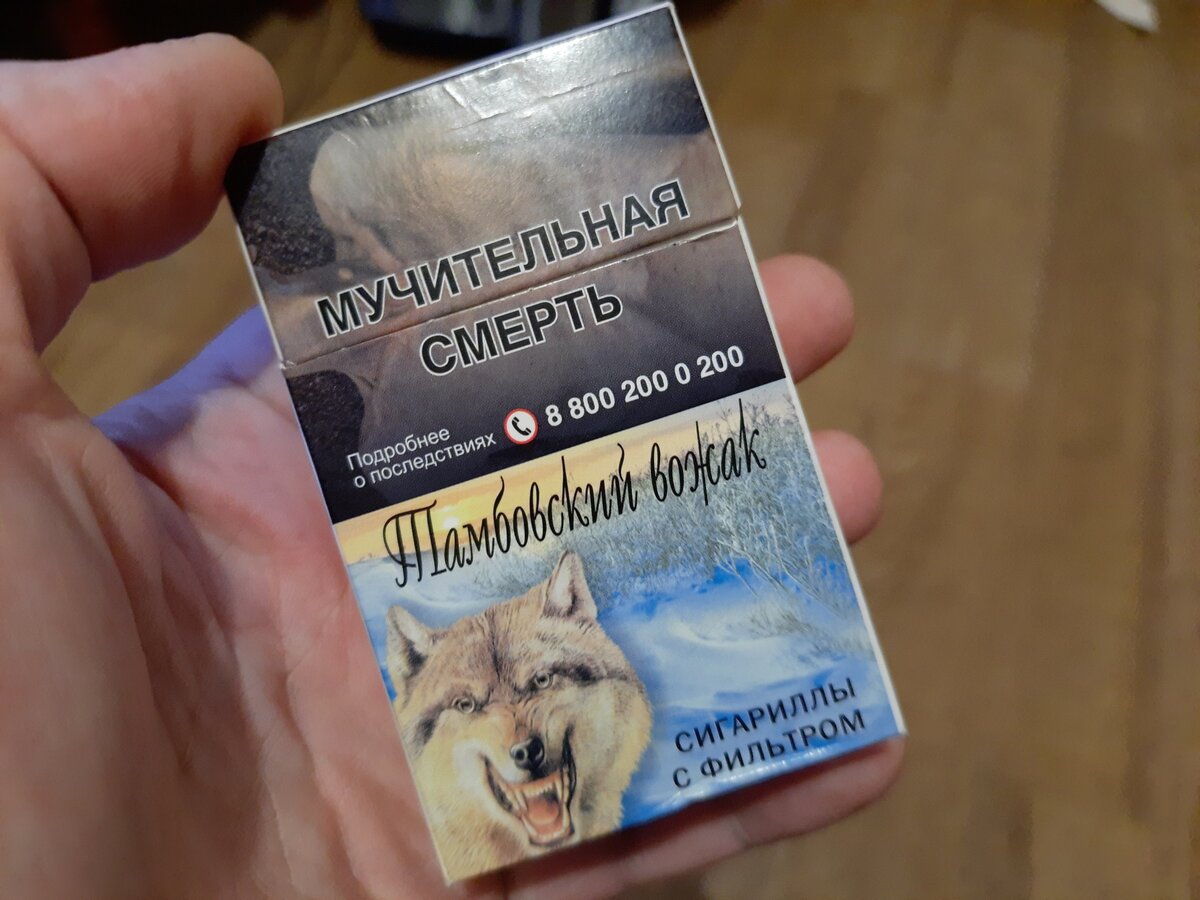 МУЧИТЕЛЬНАЯ
СМЕРТЬ
Подробнее
о последствиях 8 800 200 0 200
Тамбовский вожак
СИГАРИЛЛЫ
С ФИЛЬТРОМ